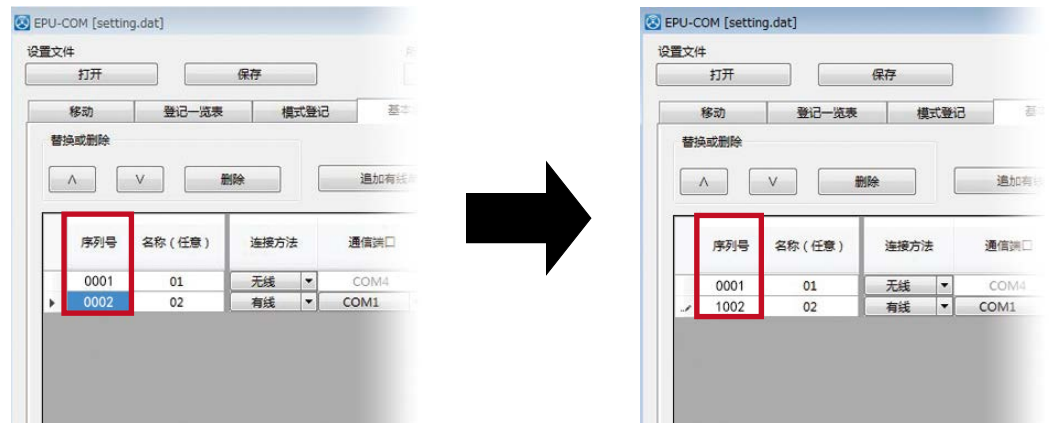 EPU-COM [setting.dat]
设置文件
打开 保存
移动 登记一览表 模式登记 基本
替换或删除
∧ ∨ 删除 追加有线
序列号 名称(任意) 连接方法 通信端口
0001 01 无线 COM4
0002 02 有线 COM1
EPU-COM [setting.dat]
设置文件
打开 保存
移动 登记一览表 模式登记
替换或删除
∧ ∨ 删除 追加有
序列号 名称(任意) 连接方法 通信端口
0001 01 无线 COM4
1002 02 有线 COM1